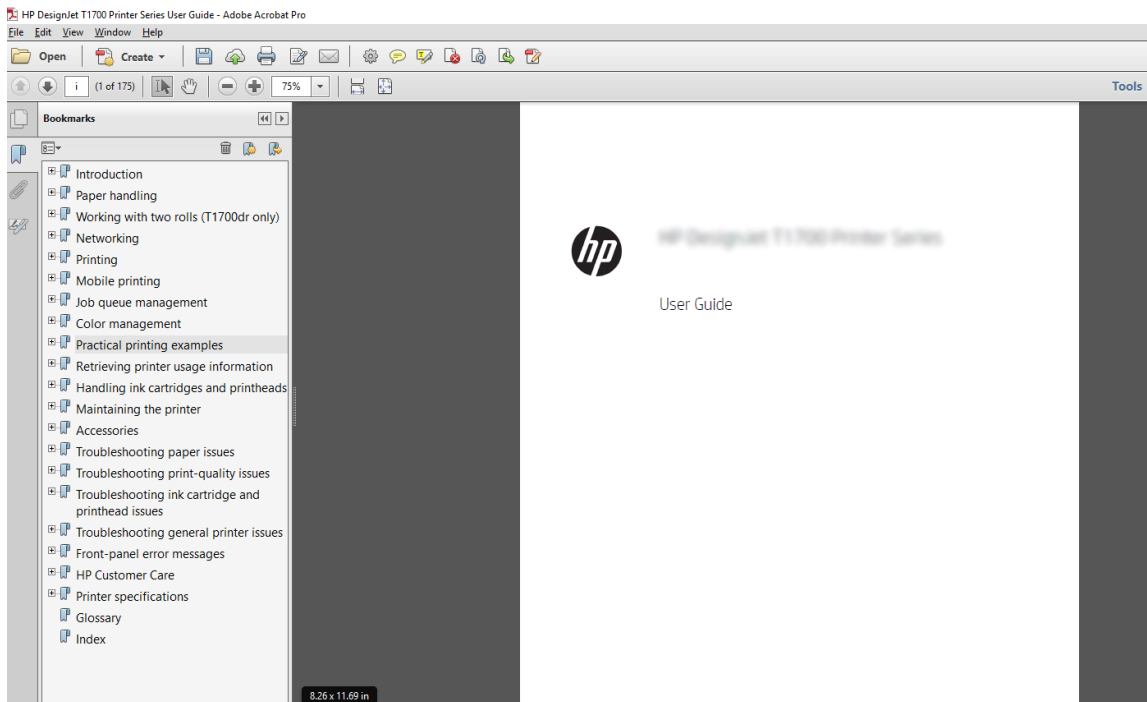 HP DesignJet T1700 Printer Series User Guide - Adobe Acrobat Pro
File Edit View Window Help
Open Create
i (1 of 175) 75% Tools
Bookmarks
Introduction
Paper handling
Working with two rolls (T1700dr only)
Networking
Printing
Mobile printing
Job queue management
Color management
Practical printing examples
Retrieving printer usage information
Handling ink cartridges and printheads
Maintaining the printer
Accessories
Troubleshooting paper issues
Troubleshooting print-quality issues
Troubleshooting ink cartridge and
printhead issues
Troubleshooting general printer issues
Front-panel error messages
HP Customer Care
Printer specifications
Glossary
Index
hp
User Guide
8.26 x 11.69 in